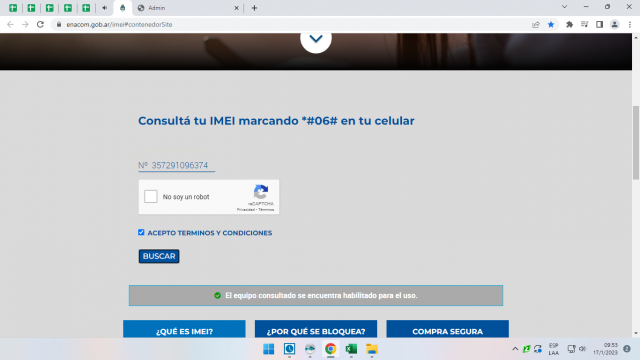 Admin
enacom.gob.ar/imei#contenedorSite
Consultá tu IMEI marcando *#06# en tu celular
Nº 357291096374
No soy un robot
reCAPTCHA
Privacidad - Términos
ACEPTO TERMINOS Y CONDICIONES
BUSCAR
El equipo consultado se encuentra habilitado para el uso.
¿QUÉ ES IMEI?
¿POR QUÉ SE BLOQUEA?
COMPRA SEGURA
ESP
LAA
09:53
17/1/2023
2